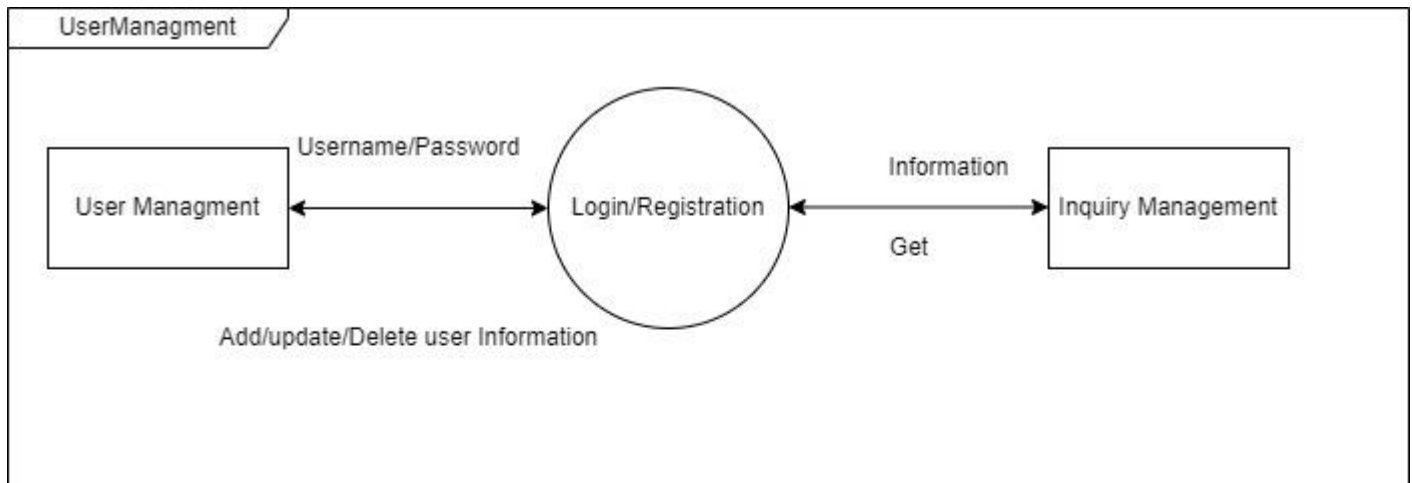 UserManagment
Username/Password
User Managment
Login/Registration
Information
Inquiry Management
Get
Add/update/Delete user Information